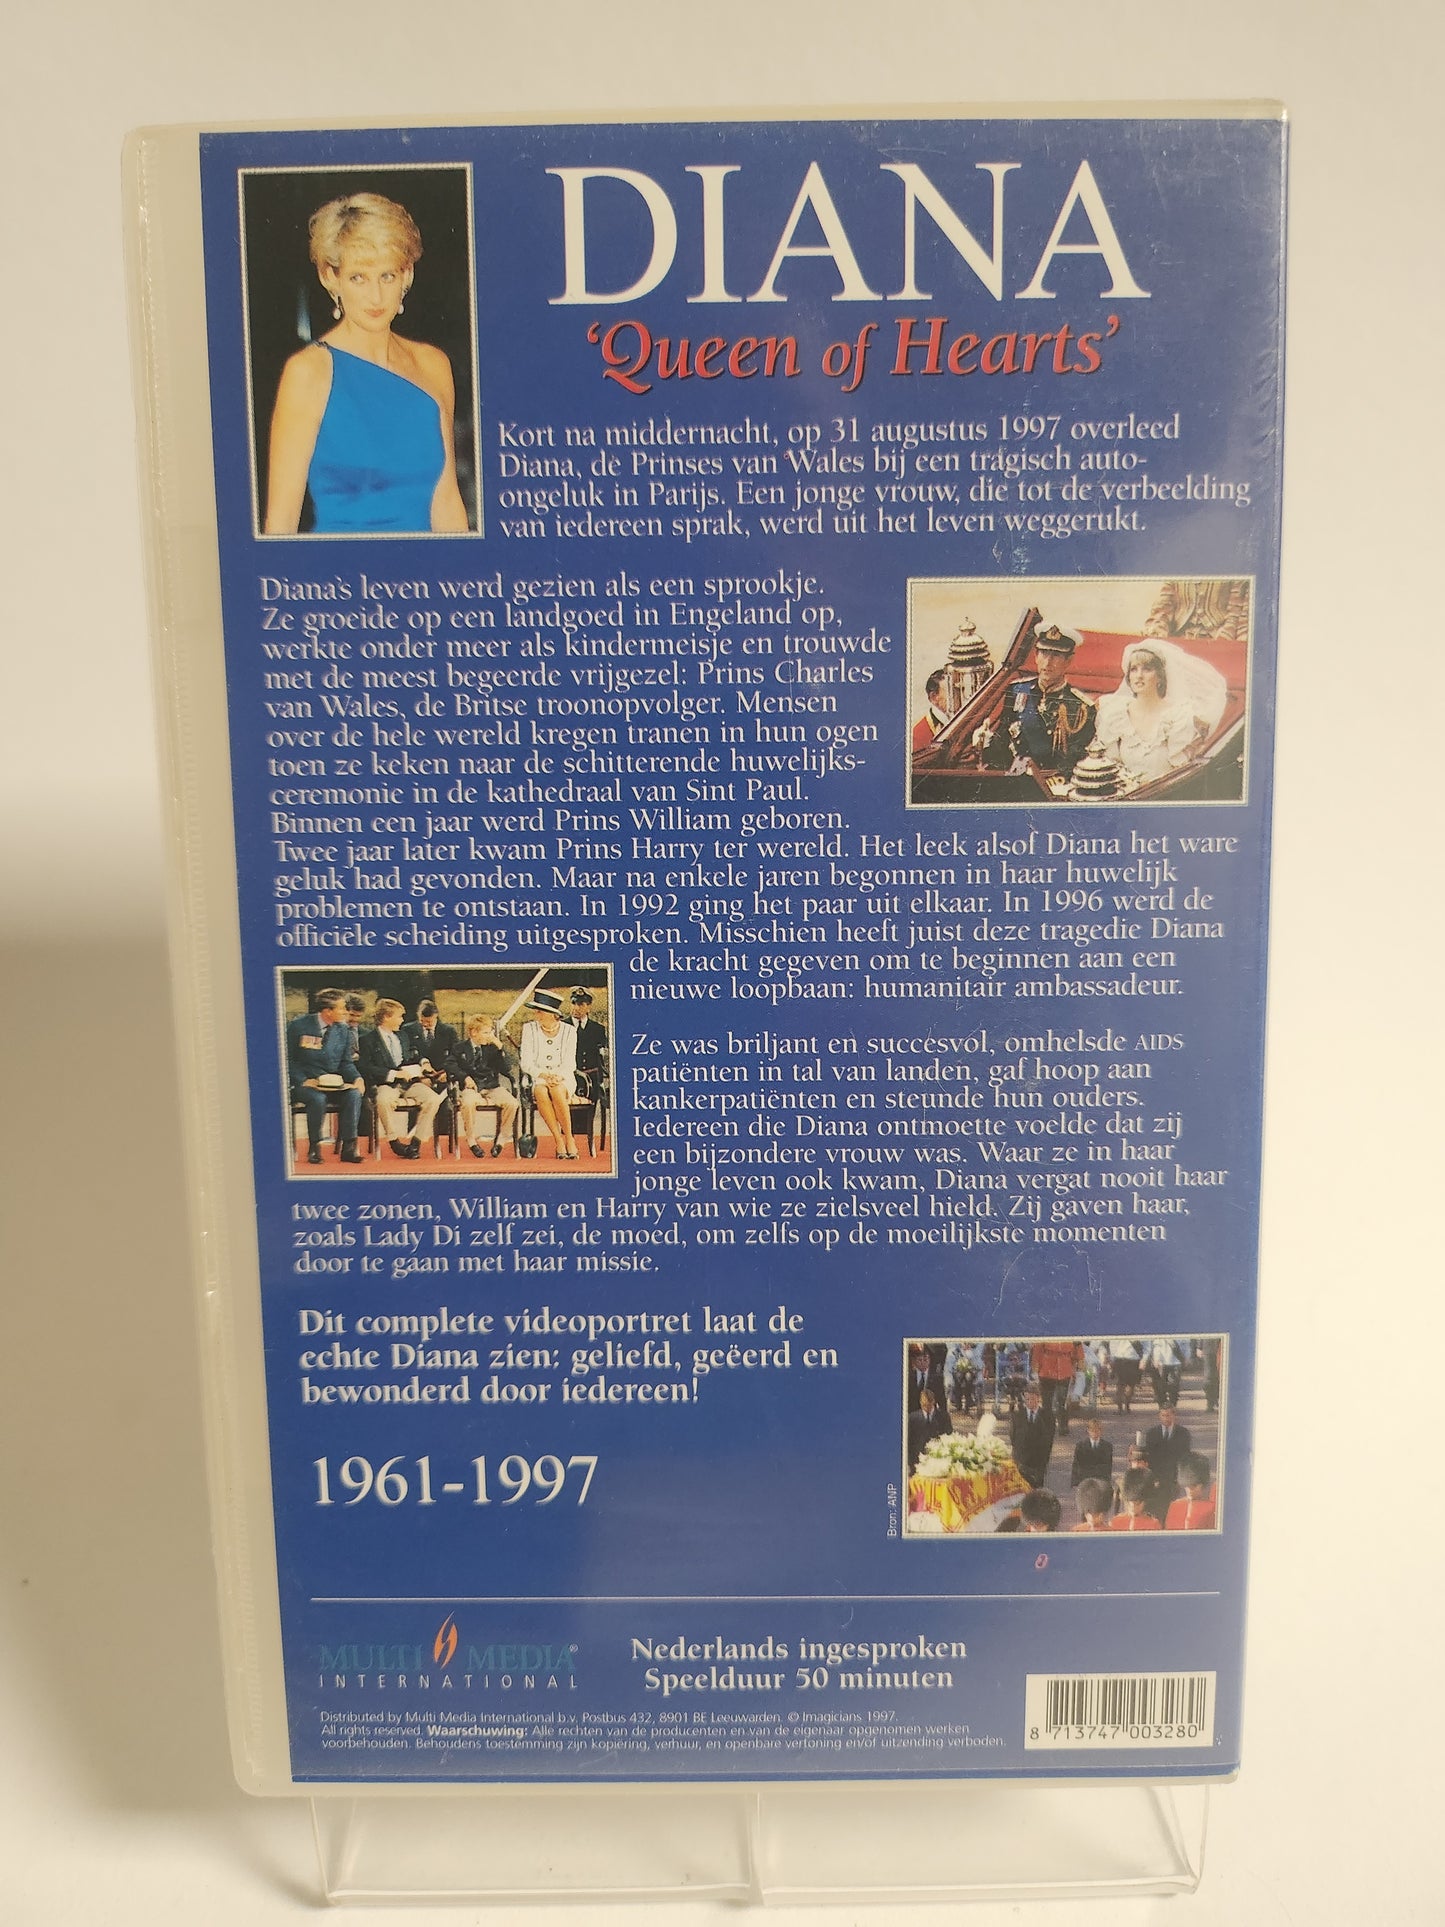 DIANA
‘Queen of Hearts’
Kort na middernacht, op 31 augustus 1997 overleed
Diana, de Prinses van Wales bij een tragisch auto-
ongeluk in Parijs. Een jonge vrouw, die tot de verbeelding
van iedereen sprak, werd uit het leven weggerukt.
Diana's leven werd gezien als een sprookje.
Ze groeide op een landgoed in Engeland op,
werkte onder meer als kindermeisje en trouwde
met de meest begeerde vrijgezel: Prins Charles
van Wales, de Britse troonopvolger. Mensen
over de hele wereld kregen tranen in hun ogen
toen ze keken naar de schitterende huwelijks-
ceremonie in de kathedraal van Sint Paul.
Binnen een jaar werd Prins William geboren.
Twee jaar later kwam Prins Harry ter wereld. Het leek alsof Diana het ware
geluk had gevonden. Maar na enkele jaren begonnen in haar huwelijk
problemen te ontstaan. In 1992 ging het paar uit elkaar. In 1996 werd de
officiële scheiding uitgesproken. Misschien heeft juist deze tragedie Diana
de kracht gegeven om te beginnen aan een
nieuwe loopbaan: humanitair ambassadeur.
Ze was briljant en succesvol, omhelsde AIDS
patiënten in tal van landen, gaf hoop aan
kankerpatiënten en steunde hun ouders.
Iedereen die Diana ontmoette voelde dat zij
een bijzondere vrouw was. Waar ze in haar
jonge leven ook kwam, Diana vergat nooit haar
twee zonen, William en Harry van wie ze zielsveel hield. Zij gaven haar,
zoals Lady Di zelf zei, de moed, om zelfs op de moeilijkste momenten
door te gaan met haar missie.
Dit complete videoportret laat de
echte Diana zien: geliefd, geëerd en
bewonderd door iedereen!
1961-1997
Bron: ANP
MULTI MEDIA®
INTERNATIONAL
Nederlands ingesproken
Speelduur 50 minuten
Distributed by Multi Media International b.v. Postbus 432, 8901 BE Leeuwarden. © Imagicians 1997.
All rights reserved. Waarschuwing: Alle rechten van de producenten en van de eigenaar opgenomen werken
voorbehouden. Behoudens toestemming zijn kopiëring, verhuur, en openbare vertoning en/of uitzending verboden.
8 713747 003280